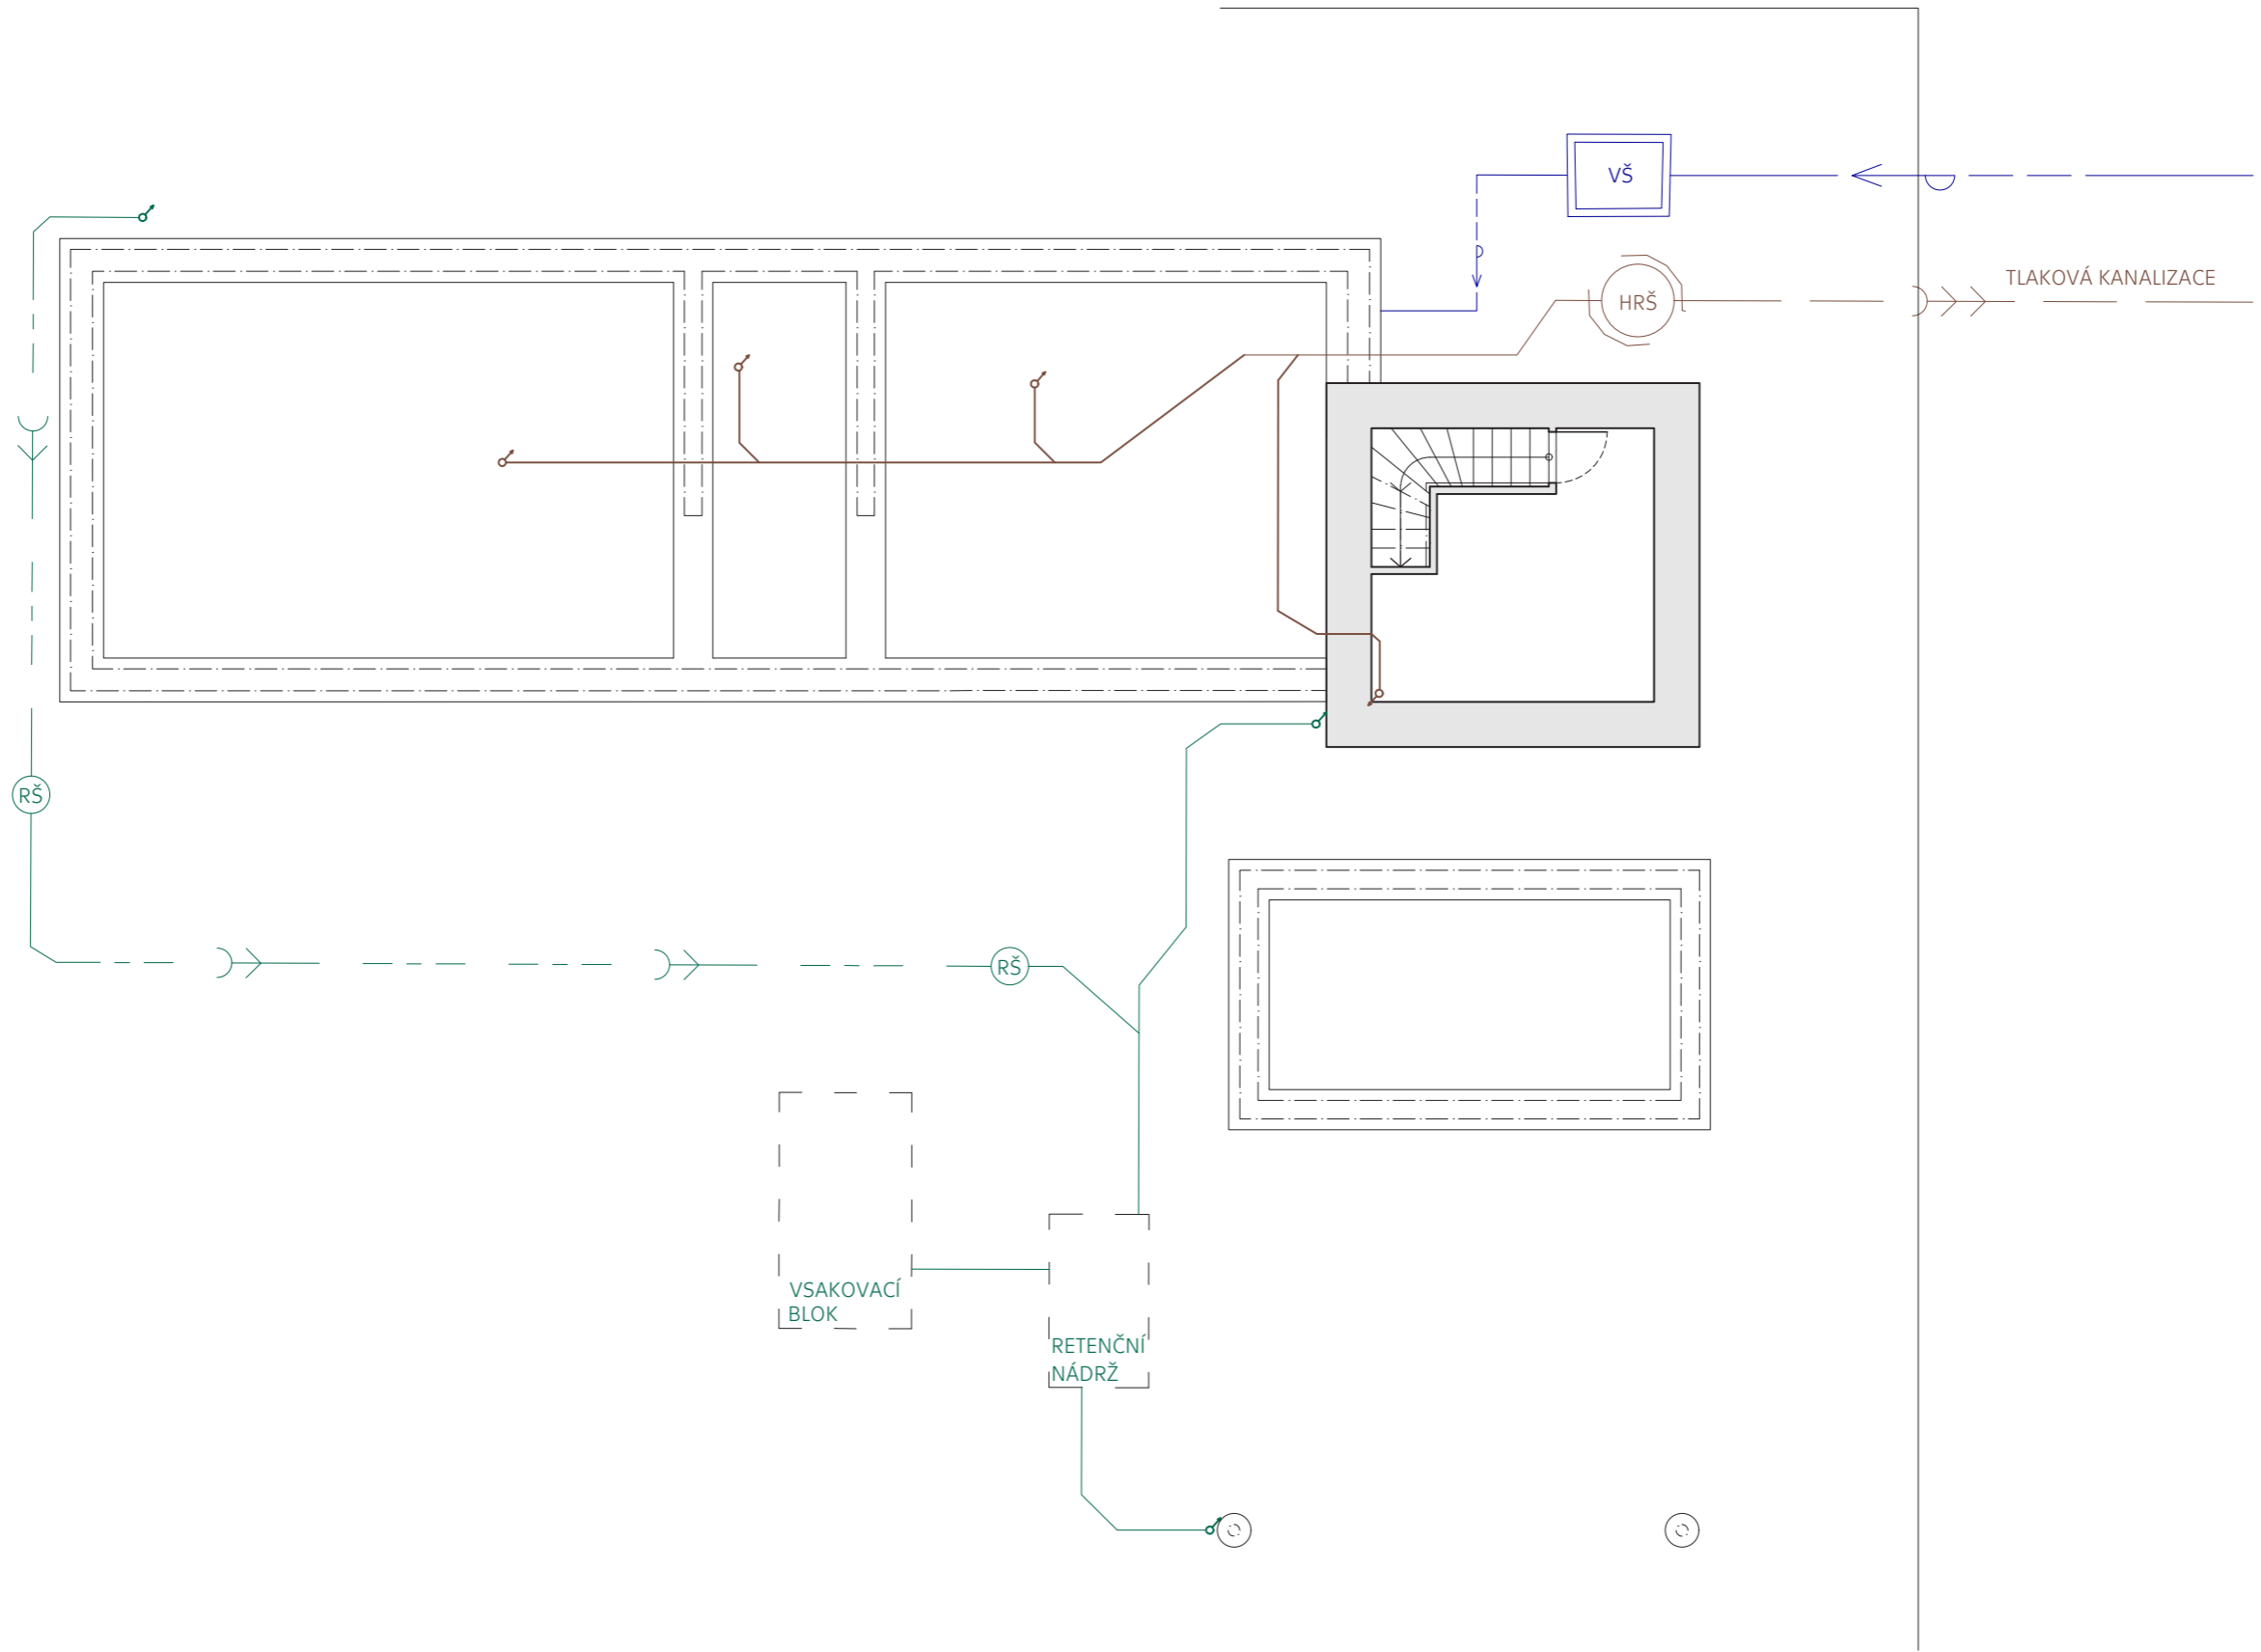 VŠ
TLAKOVÁ KANALIZACE
HRŠ
RŠ
RŠ
VSAKOVACÍ
BLOK
RETENČNÍ
NÁDRŽ